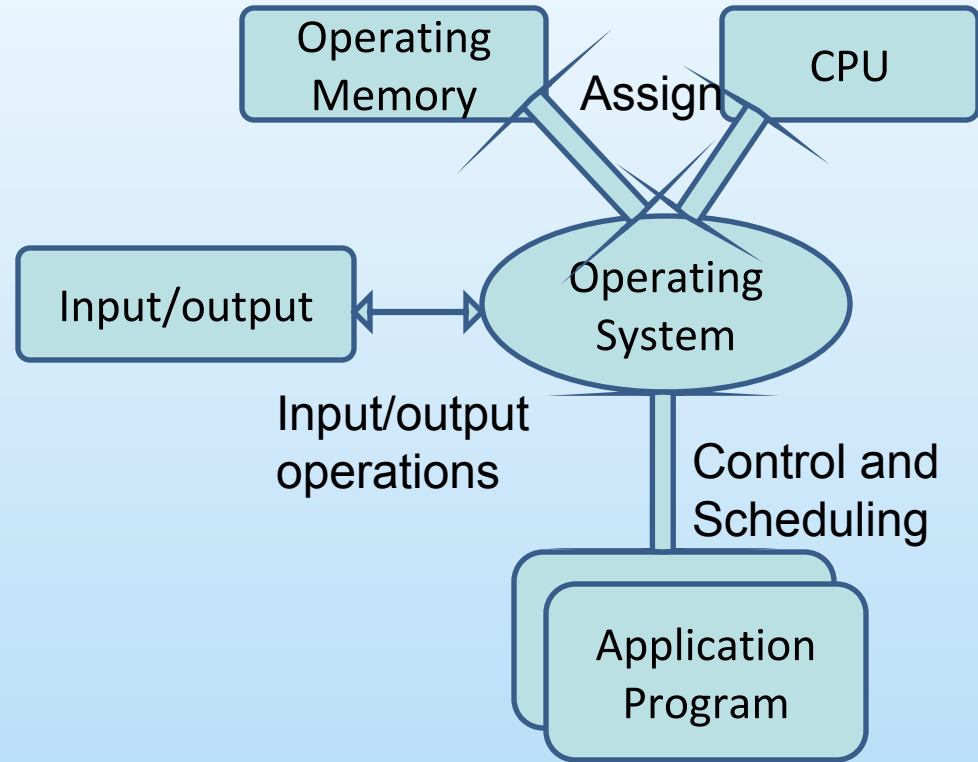 Operating
Memory
Assign
CPU
Input/output
Operating
System
Input/output
operations
Control and
Scheduling
Application
Program